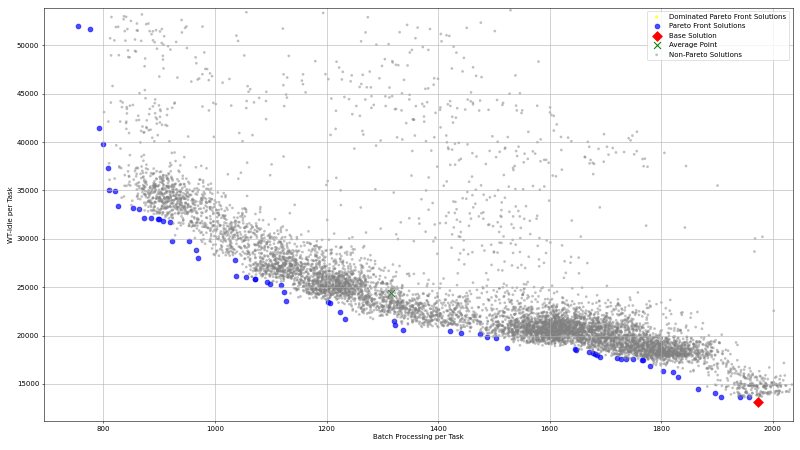 Dominated Pareto Front Solutions
Pareto Front Solutions
Base Solution
Average Point
Non-Pareto Solutions
WT-Idle per Task
50000
45000
40000
35000
30000
25000
20000
15000
800
1000
1200
1400
1600
1800
2000
Batch Processing per Task